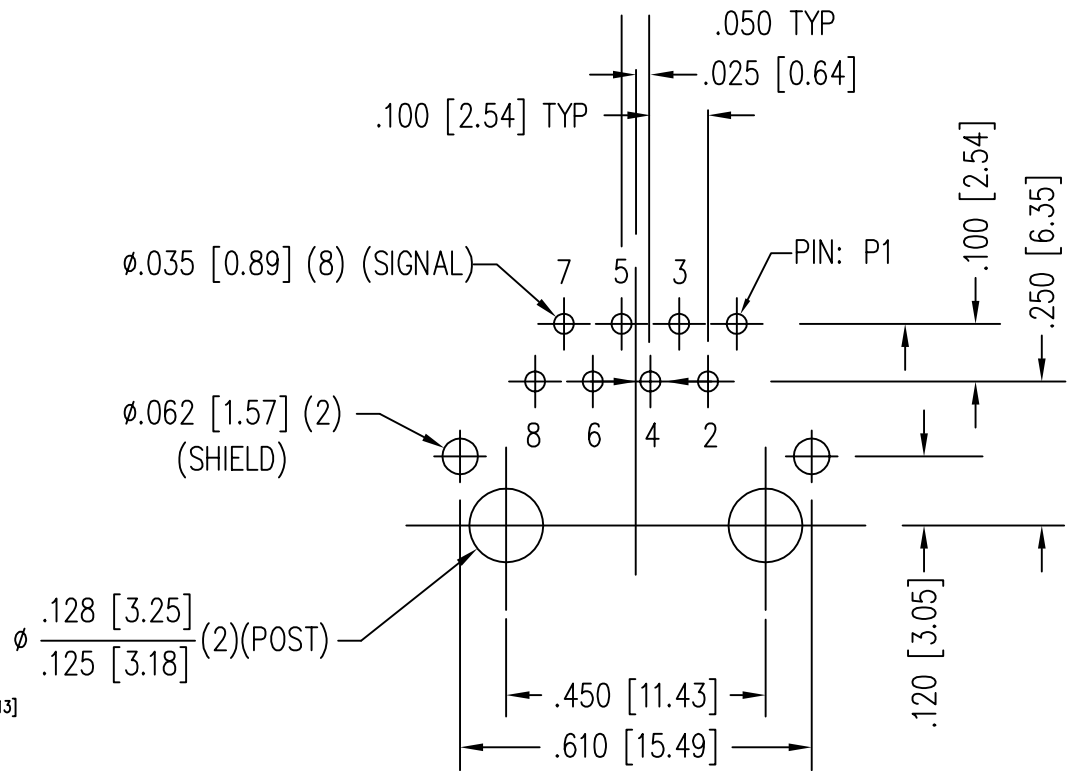 .050 TYP
.025 [0.64]
.100 [2.54] TYP
.100 [2.54]
.250 [6.35]
⌀.035 [0.89] (8) (SIGNAL)
7 5 3
PIN: P1
8 6 4 2
⌀.062 [1.57] (2)
(SHIELD)
⌀ .128 [3.25]
.125 [3.18] (2)(POST)
.120 [3.05]
.450 [11.43]
.610 [15.49]